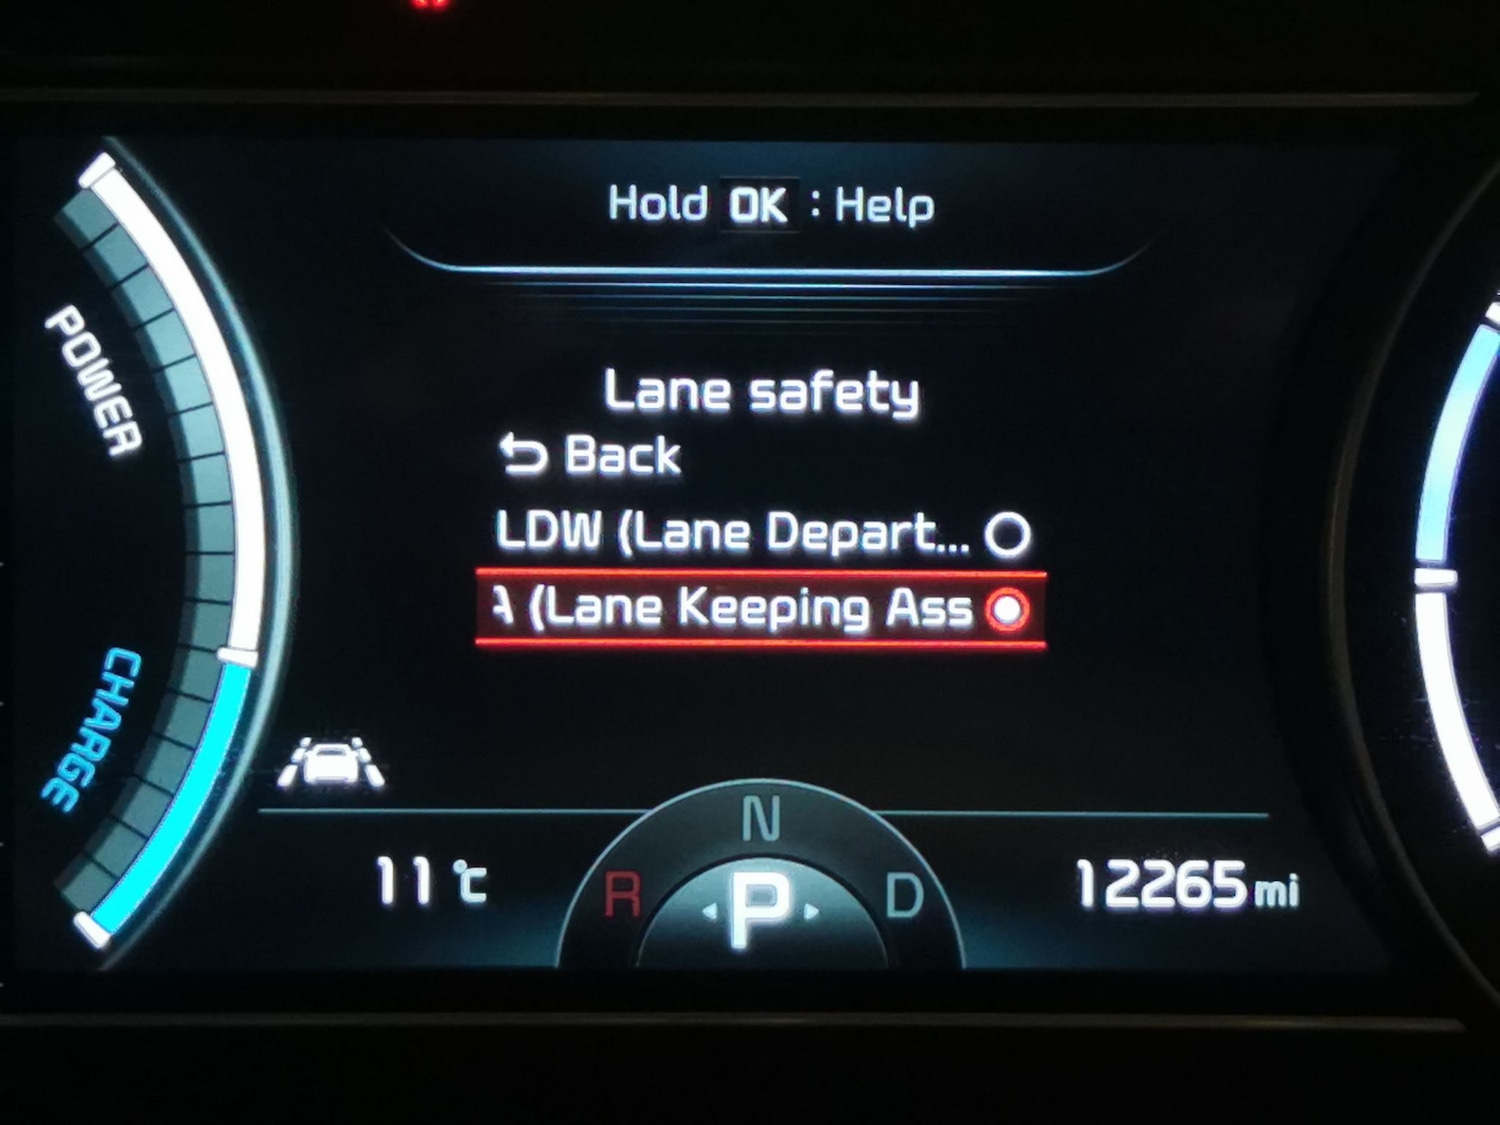 Hold OK : Help
Lane safety
Back
LDW (Lane Depart...
(Lane Keeping Ass
POWER
CHARGE
N
R P D
11 °C
12265 mi